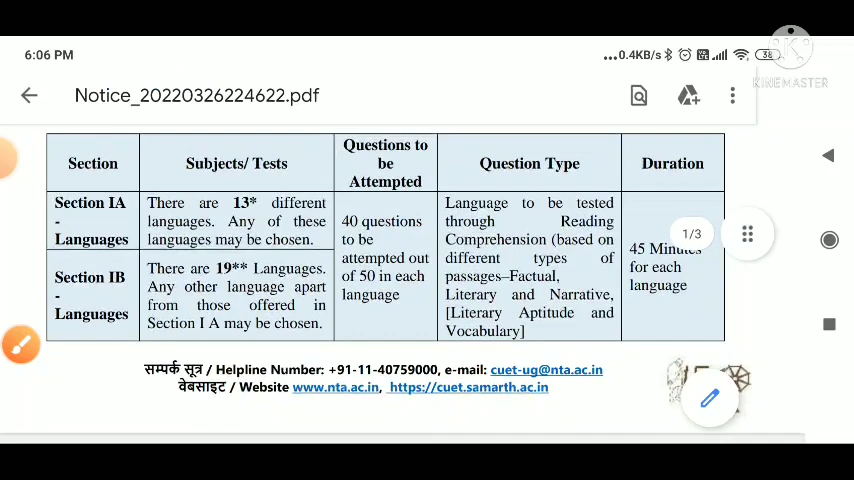 6:06 PM
...0.4KB/s
38
KINEMASTER
Notice_20220326224622.pdf
Section
Subjects/ Tests
Questions to
be
Attempted
Question Type
Duration
Section IA
-
Languages
There are 13* different
languages. Any of these
languages may be chosen.
40 questions
to be
attempted out
of 50 in each
language
Language to be tested
through Reading
Comprehension (based on
different types of
passages–Factual,
Literary and Narrative,
[Literary Aptitude and
Vocabulary]
45 Minutes
for each
language
1/3
Section IB
-
Languages
There are 19** Languages.
Any other language apart
from those offered in
Section I A may be chosen.
सम्पर्क सूत्र / Helpline Number: +91-11-40759000, e-mail: cuet-ug@nta.ac.in
वेबसाइट / Website www.nta.ac.in, https://cuet.samarth.ac.in